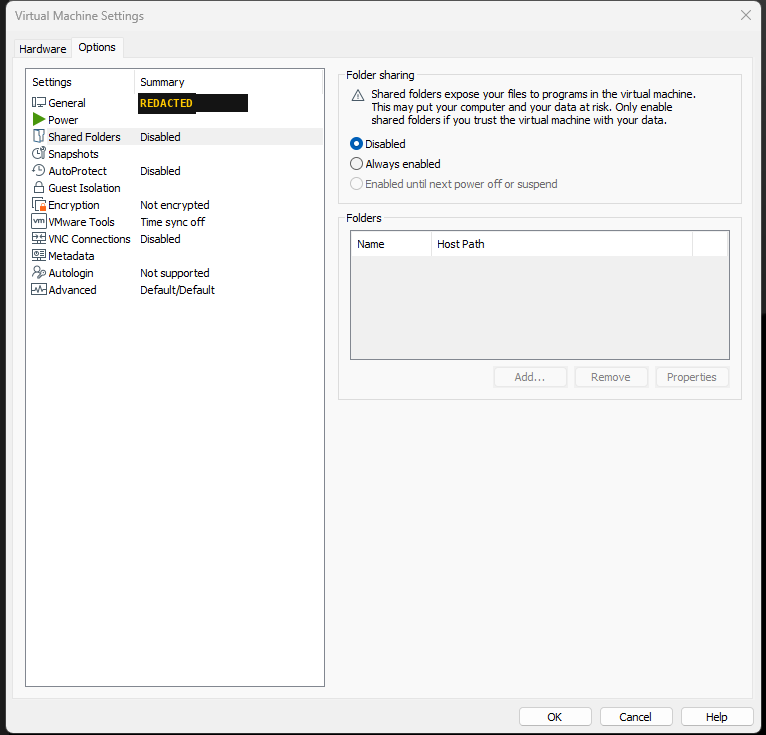 Virtual Machine Settings
Hardware
Options
Settings Summary
General REDACTED
Power
Shared Folders Disabled
Snapshots
AutoProtect Disabled
Guest Isolation
Encryption Not encrypted
vm VMware Tools Time sync off
VNC Connections Disabled
Metadata
Autologin Not supported
Advanced Default/Default
Folder sharing
Shared folders expose your files to programs in the virtual machine.
This may put your computer and your data at risk. Only enable
shared folders if you trust the virtual machine with your data.
Disabled
Always enabled
Enabled until next power off or suspend
Folders
Name Host Path
Add... Remove Properties
OK Cancel Help